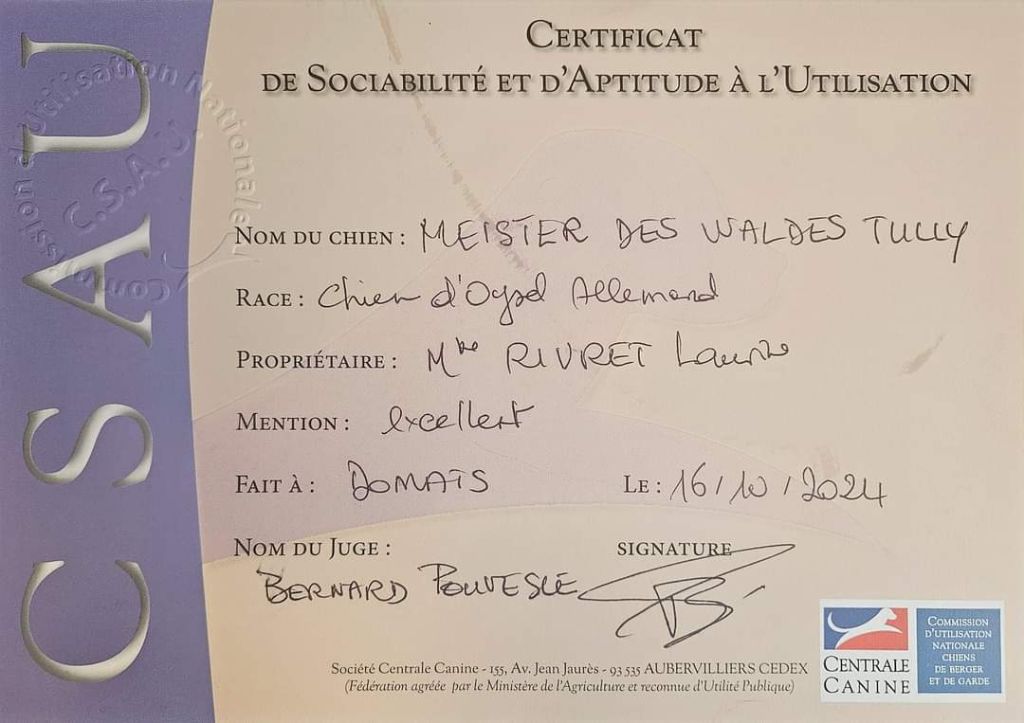 CERTIFICAT
DE SOCIABILITÉ ET D'APTITUDE À L'UTILISATION
CSAU
Commission d'Utilisation Nationale
C.S.A.U.
NOM DU CHIEN : MEISTER DES WALDES TULLY
RACE : Chien d'Oysel Allemand
PROPRIÉTAIRE : Mme RIVRET
MENTION : excellent
FAIT À : DOMATS LE : 16/10/2024
NOM DU JUGE : SIGNATURE
BERNARD POUVESLE
CENTRALE CANINE
COMMISSION D'UTILISATION NATIONALE CHIENS DE BERGER ET DE GARDE
Société Centrale Canine - 155, Av. Jean Jaurès - 93 535 AUBERVILLIERS CEDEX
(Fédération agréée par le Ministère de l'Agriculture et reconnue d'Utilité Publique)